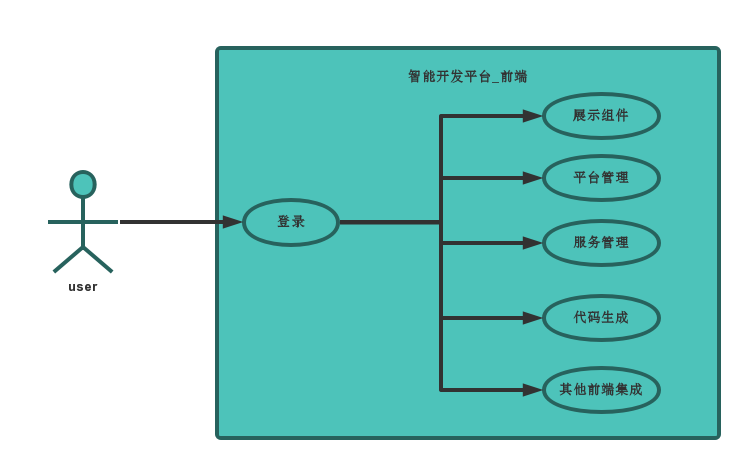 智能开发平台_前端
展示组件
平台管理
登录
服务管理
user
代码生成
其他前端集成